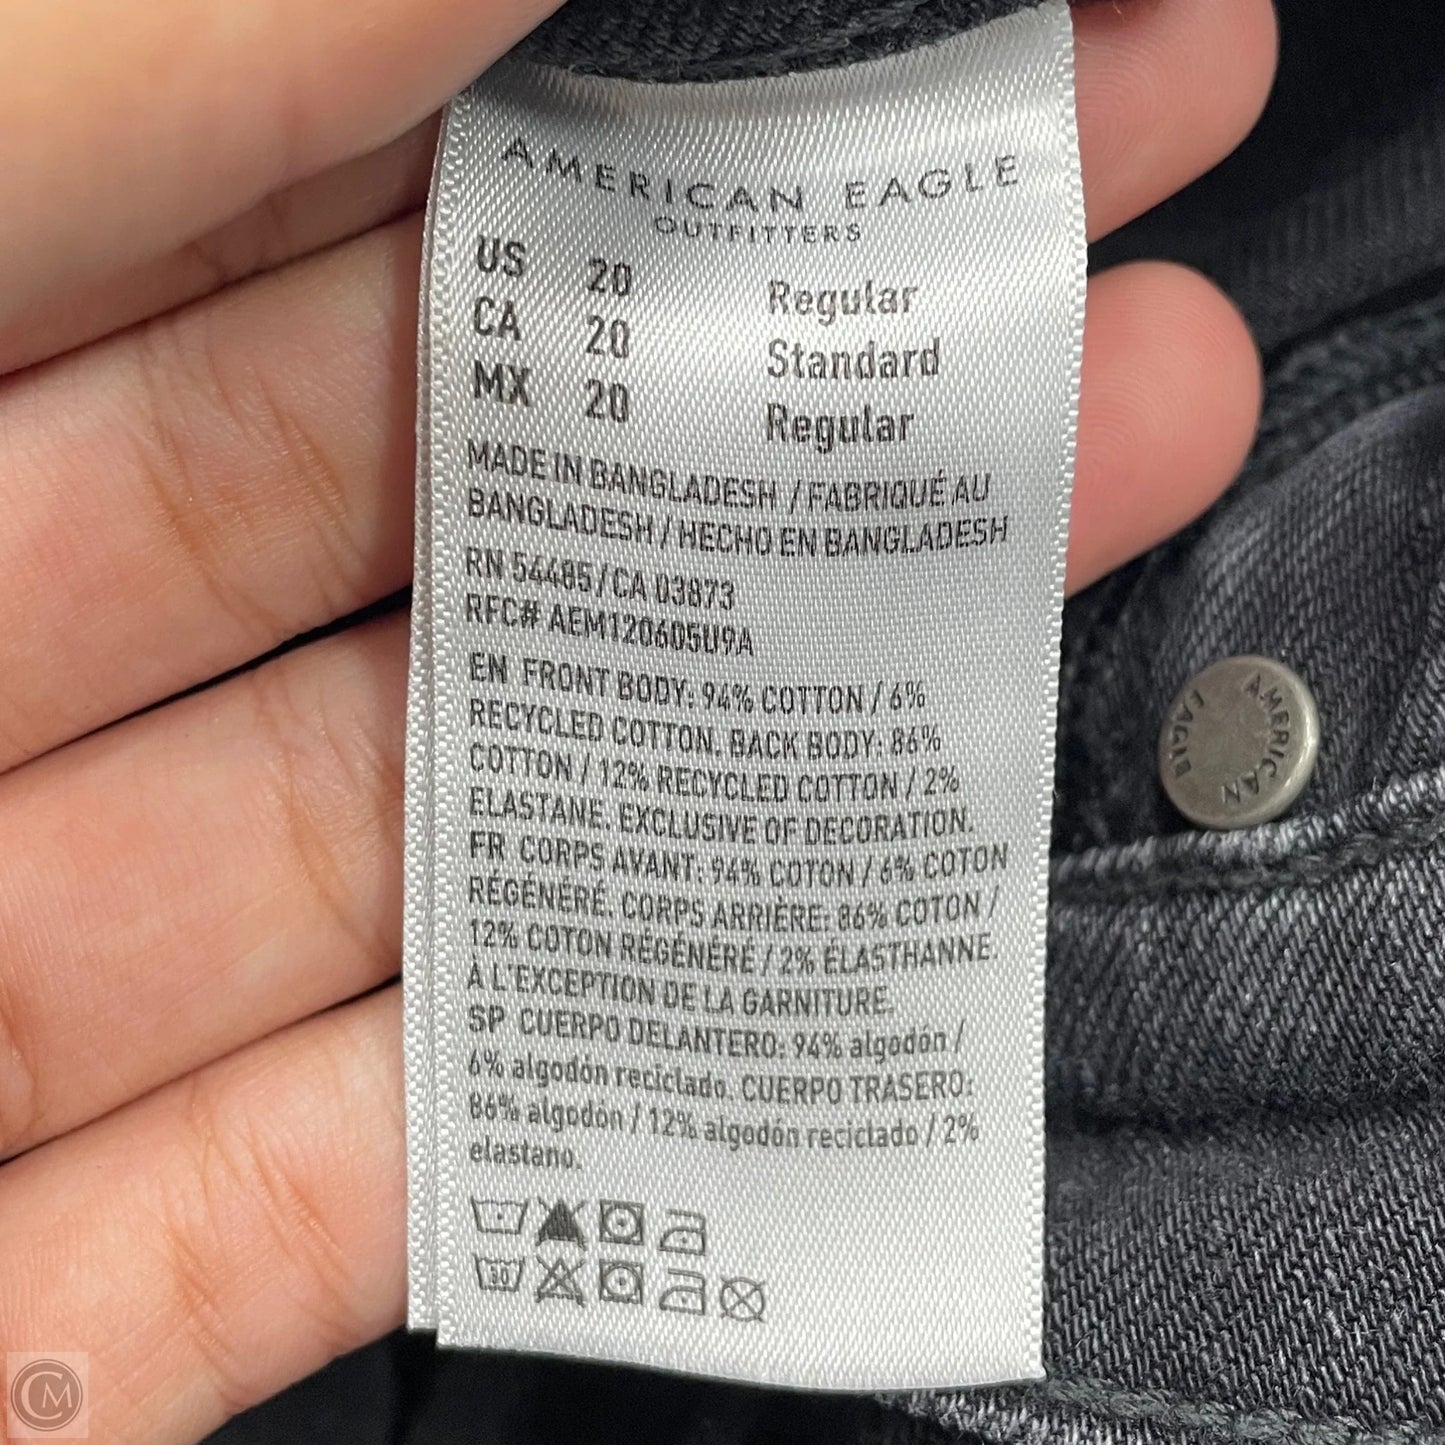 AMERICAN EAGLE
OUTFITTERS
US 20 Regular
CA 20 Standard
MX 20 Regular
MADE IN BANGLADESH / FABRIQUÉ AU
BANGLADESH / HECHO EN BANGLADESH
RN 54485 / CA 03873
RFC# AEM120605U9A
EN FRONT BODY: 94% COTTON / 6%
RECYCLED COTTON. BACK BODY: 86%
COTTON / 12% RECYCLED COTTON / 2%
ELASTANE. EXCLUSIVE OF DECORATION.
FR CORPS AVANT: 94% COTON / 6% COTON
RÉGÉNÉRÉ. CORPS ARRIÈRE: 86% COTON /
12% COTON RÉGÉNÉRÉ / 2% ÉLASTHANNE.
À L'EXCEPTION DE LA GARNITURE.
SP CUERPO DELANTERO: 94% algodón /
6% algodón reciclado. CUERPO TRASERO:
86% algodón / 12% algodón reciclado / 2%
elastano.
30
AMERICAN
EAGLE
CM